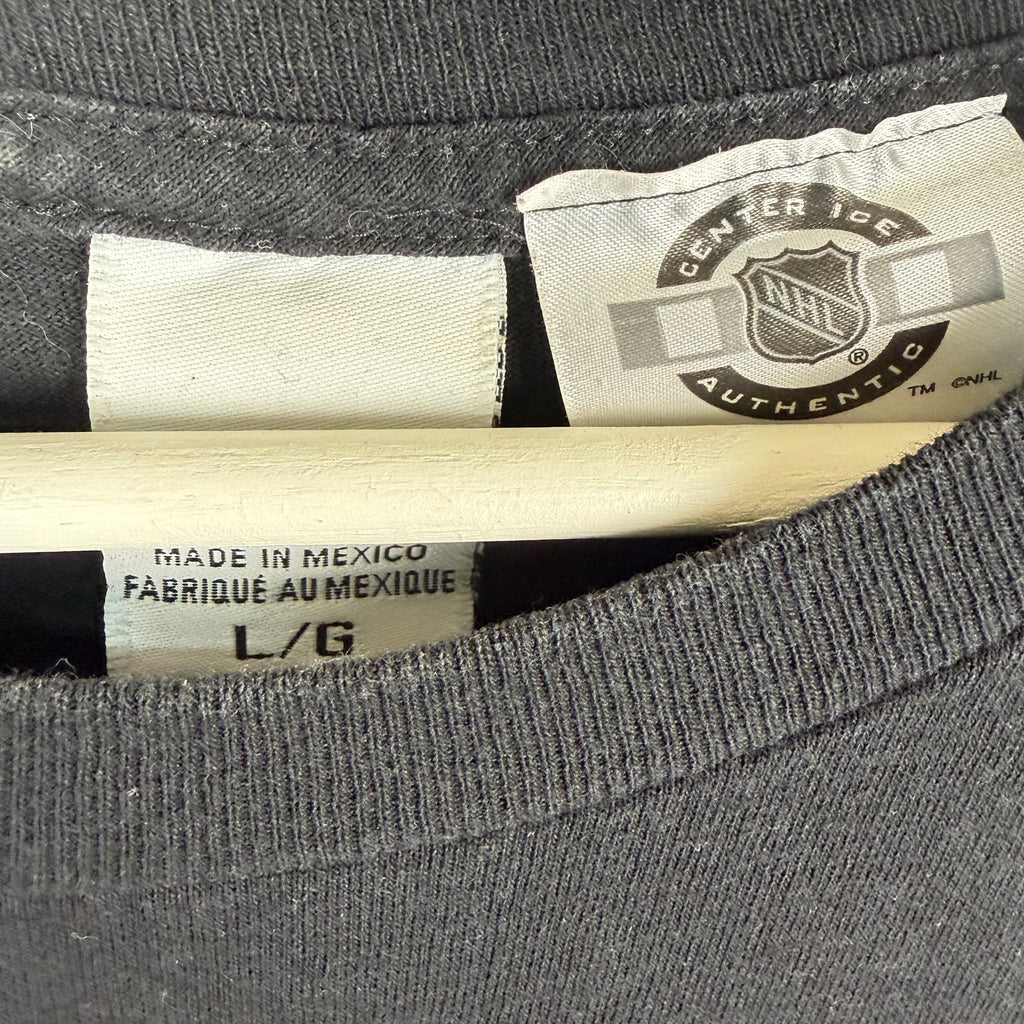 CENTER ICE
NHL
®
AUTHENTIC
TM ©NHL
MADE IN MEXICO
FABRIQUÉ AU MEXIQUE
L/G